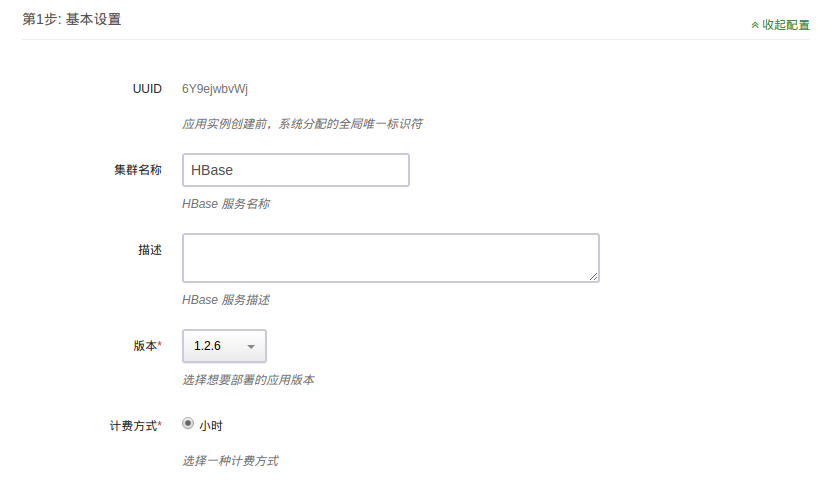 第1步: 基本设置
收起配置
UUID 6Y9ejwbvWj
应用实例创建前，系统分配的全局唯一标识符
集群名称 HBase
HBase 服务名称
描述
HBase 服务描述
版本* 1.2.6
选择想要部署的应用版本
计费方式* 小时
选择一种计费方式